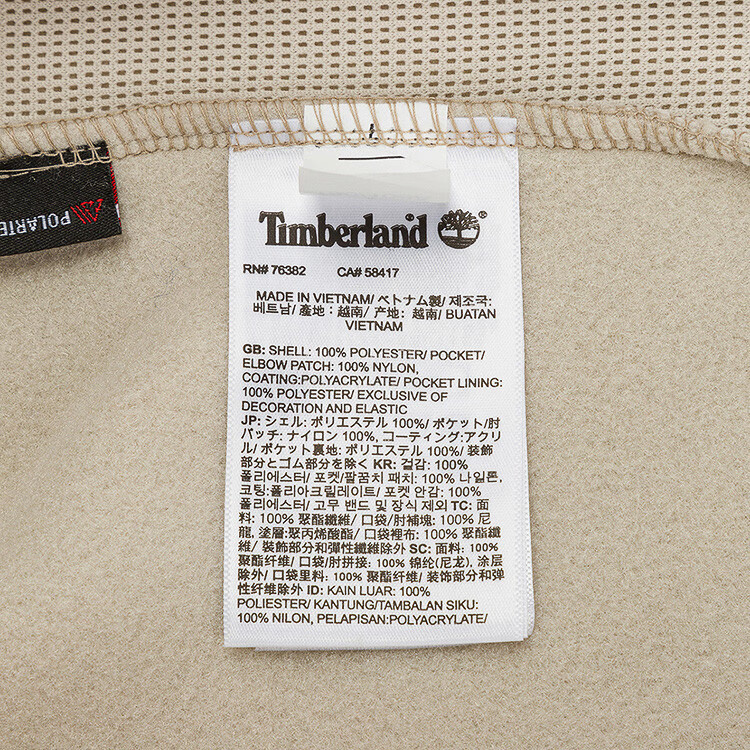 POLARTE
Timberland® ®
RN# 76382 CA# 58417
MADE IN VIETNAM/ ベトナム製/ 제조국:
베트남/ 產地：越南/ 产地: 越南/ BUATAN
VIETNAM
GB: SHELL: 100% POLYESTER/ POCKET/
ELBOW PATCH: 100% NYLON,
COATING:POLYACRYLATE/ POCKET LINING:
100% POLYESTER/ EXCLUSIVE OF
DECORATION AND ELASTIC
JP: シェル: ポリエステル 100%/ ポケット/肘
パッチ: ナイロン 100%, コーティング:アクリ
ル/ ポケット裏地: ポリエステル 100%/ 装飾
部分とゴム部分を除く KR: 겉감: 100%
폴리에스터/ 포켓/팔꿈치 패치: 100% 나일론,
코팅:폴리아크릴레이트/ 포켓 안감: 100%
폴리에스터/ 고무 밴드 및 장식 제외 TC: 面
料: 100% 聚酯纖維/ 口袋/肘補塊: 100% 尼
龍, 塗層:聚丙烯酸酯/ 口袋裡布: 100% 聚酯纖
維/ 裝飾部分和彈性纖維除外 SC: 面料: 100%
聚酯纤维/ 口袋/肘拼接: 100% 锦纶(尼龙), 涂层
除外/ 口袋里料: 100% 聚酯纤维/ 装饰部分和弹
性纤维除外 ID: KAIN LUAR: 100%
POLIESTER/ KANTUNG/TAMBALAN SIKU:
100% NILON, PELAPISAN:POLYACRYLATE/